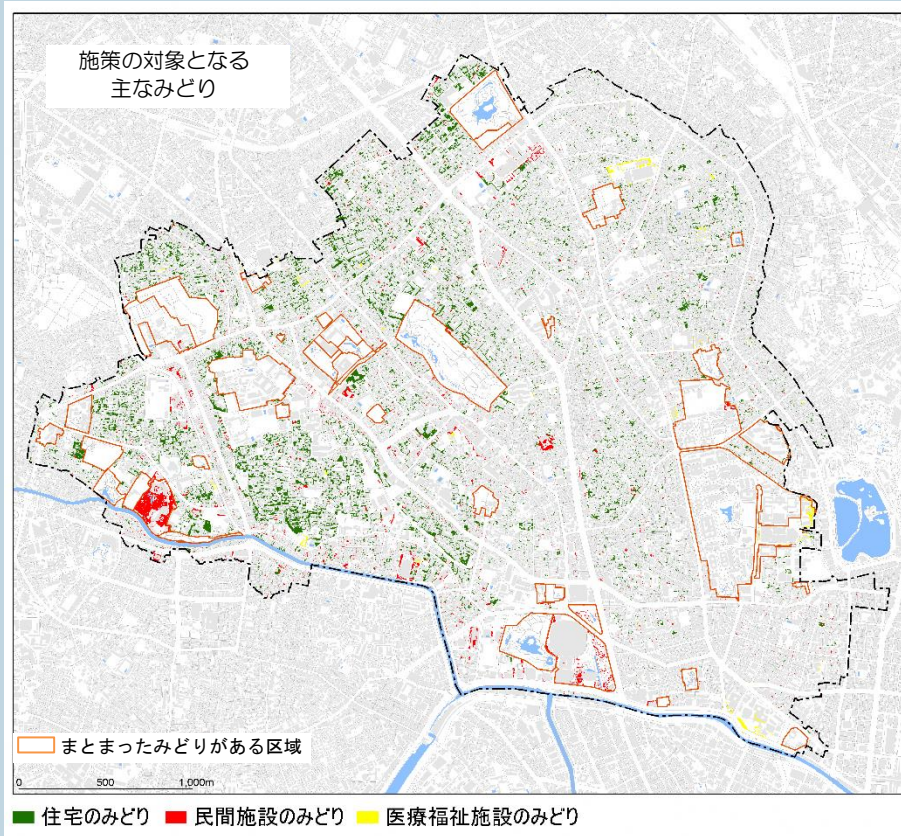 施策の対象となる
主なみどり
まとまったみどりがある区域
0 500 1,000m
住宅のみどり 民間施設のみどり 医療福祉施設のみどり